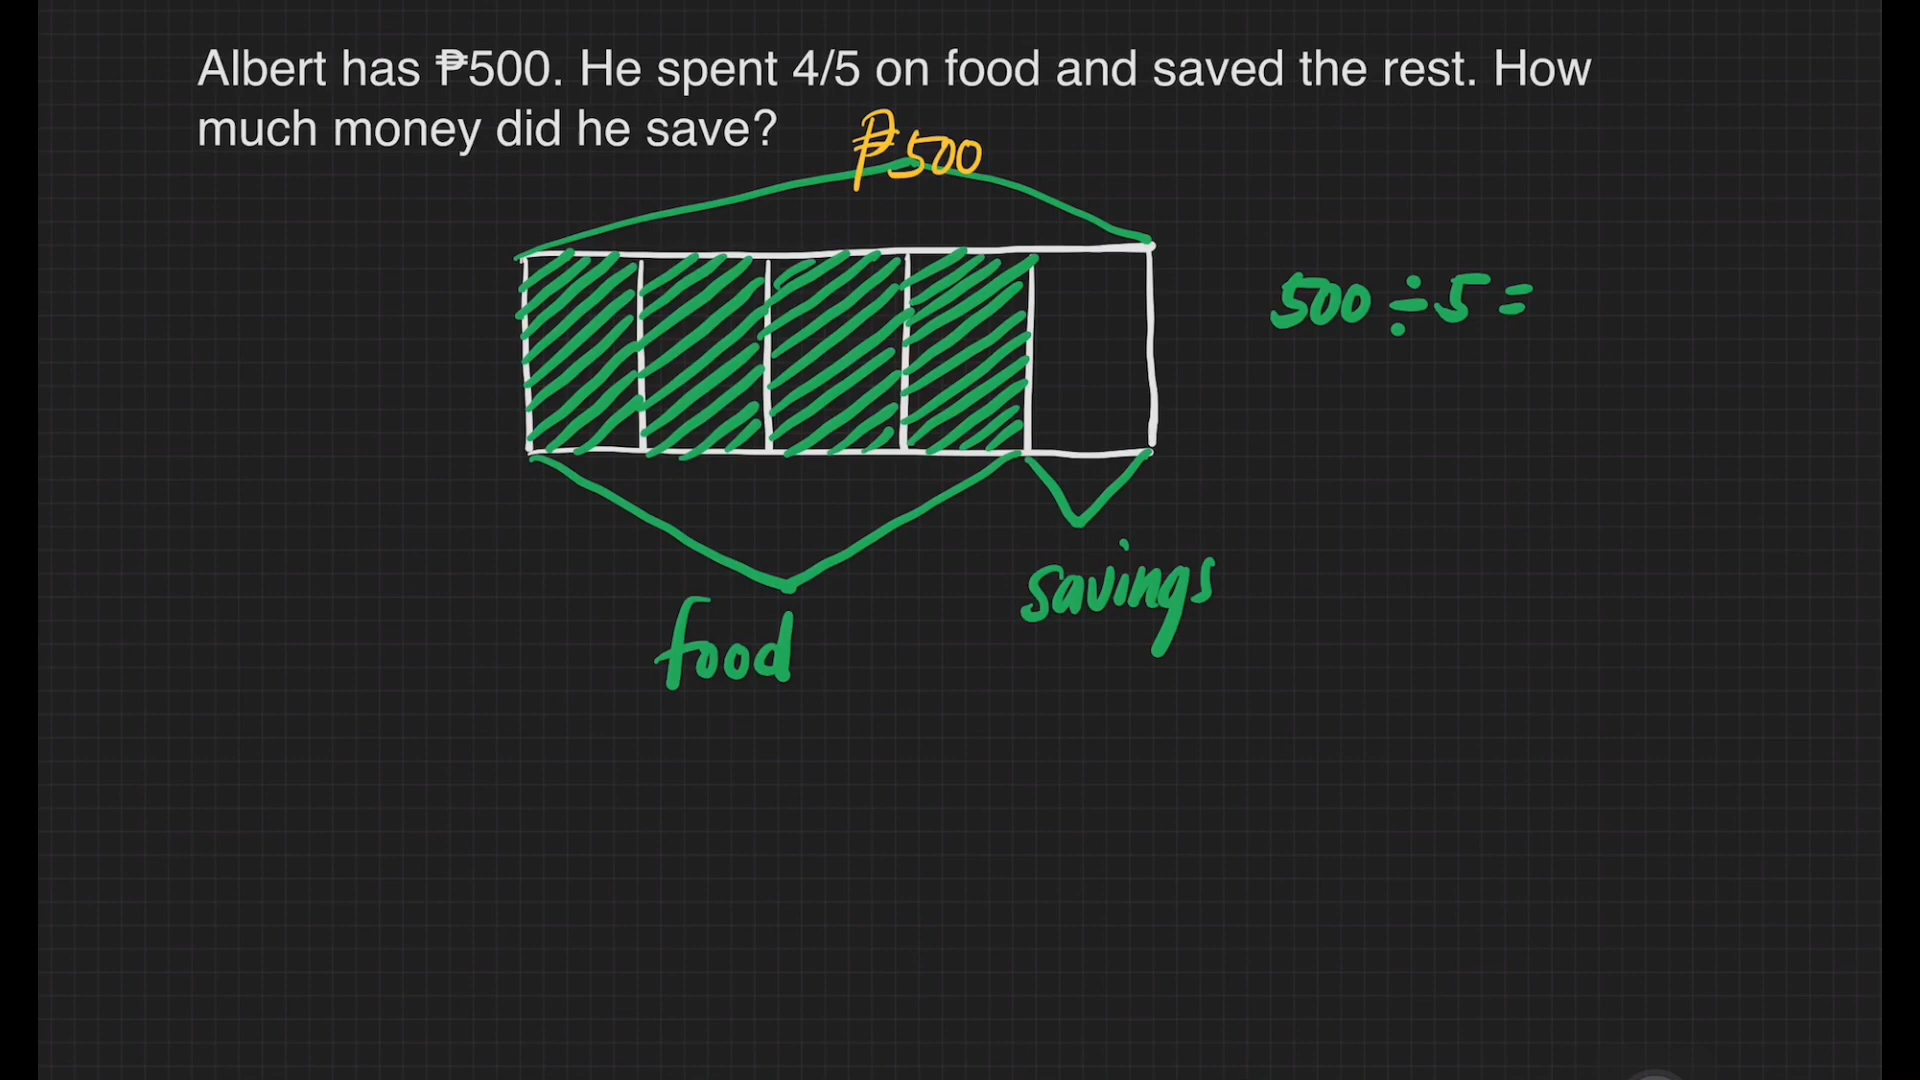 Albert has ₱500. He spent 4/5 on food and saved the rest. How
much money did he save?
₱500
500 ÷ 5 =
savings
food